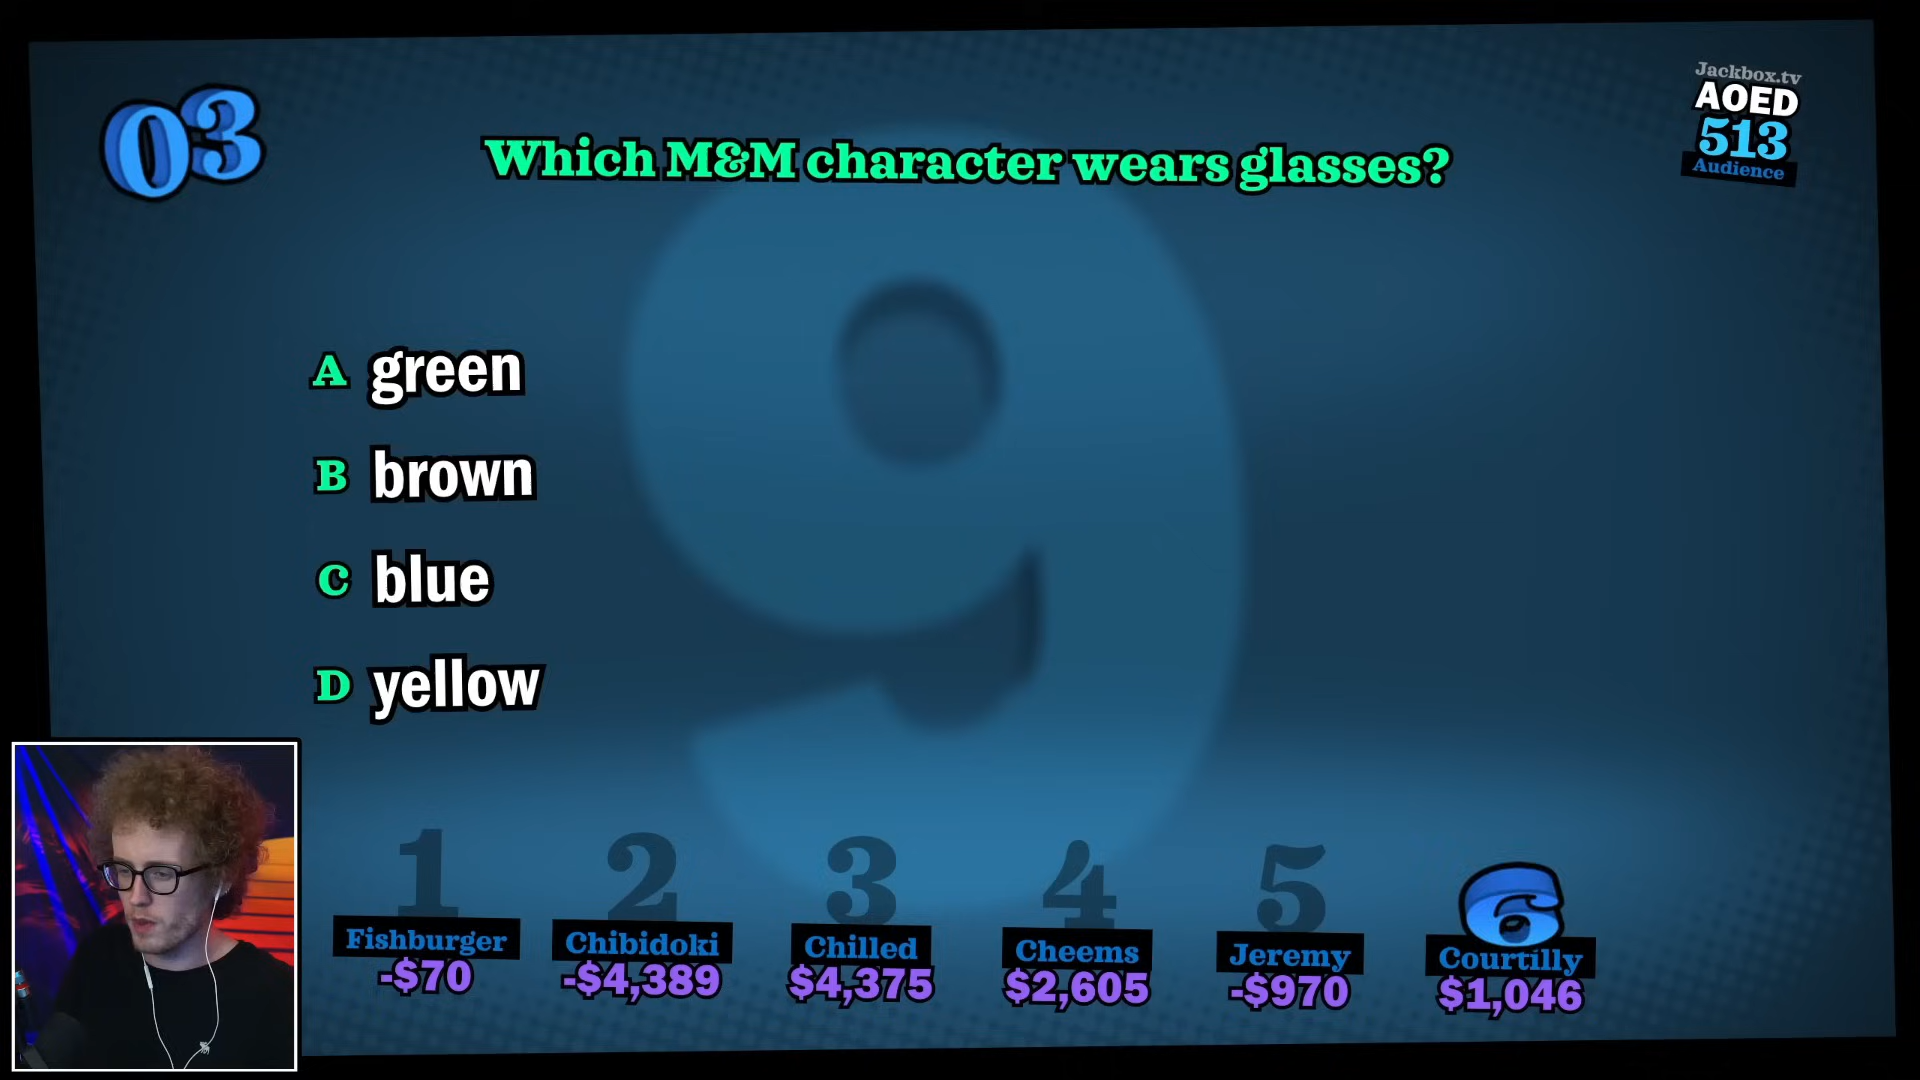 03
Which M&M character wears glasses?
Jackbox.tv
AOED
513
Audience
9
A green
B brown
C blue
D yellow
1 2 3 4 5 6
Fishburger Chibidoki Chilled Cheems Jeremy Courtilly
-$70 -$4,389 $4,375 $2,605 -$970 $1,046